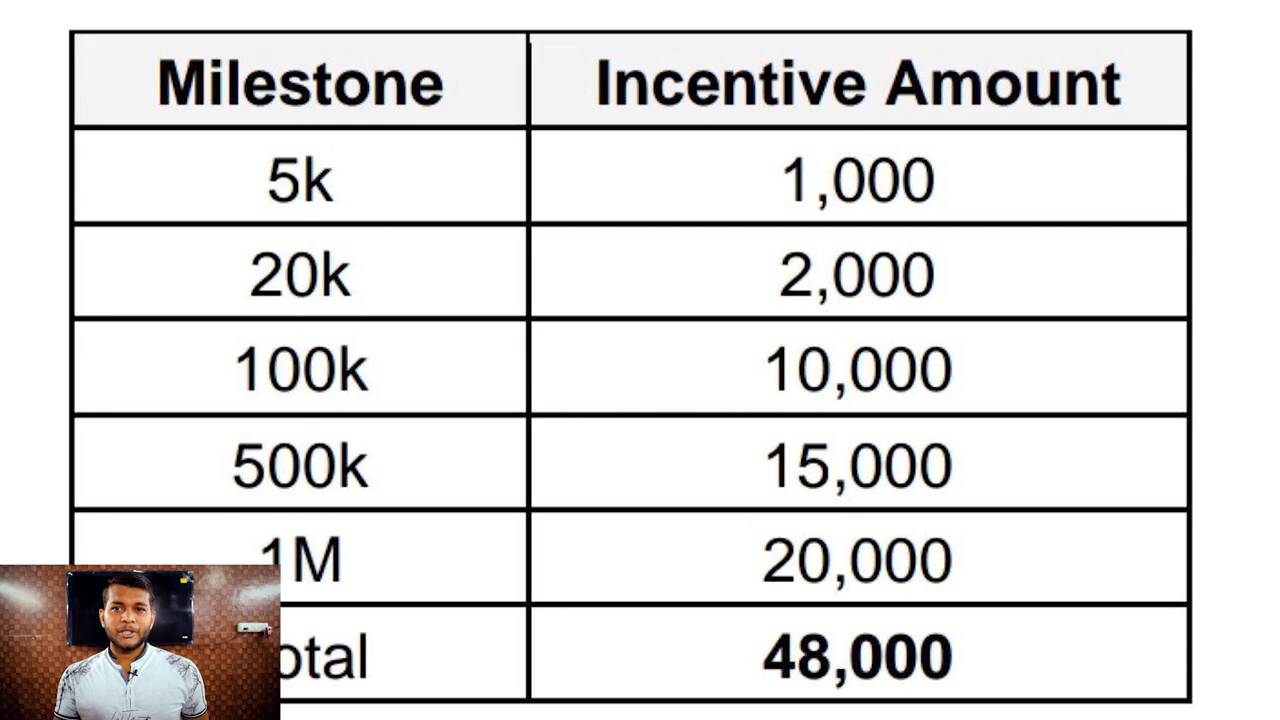 Milestone Incentive Amount
5k 1,000
20k 2,000
100k 10,000
500k 15,000
1M 20,000
otal 48,000